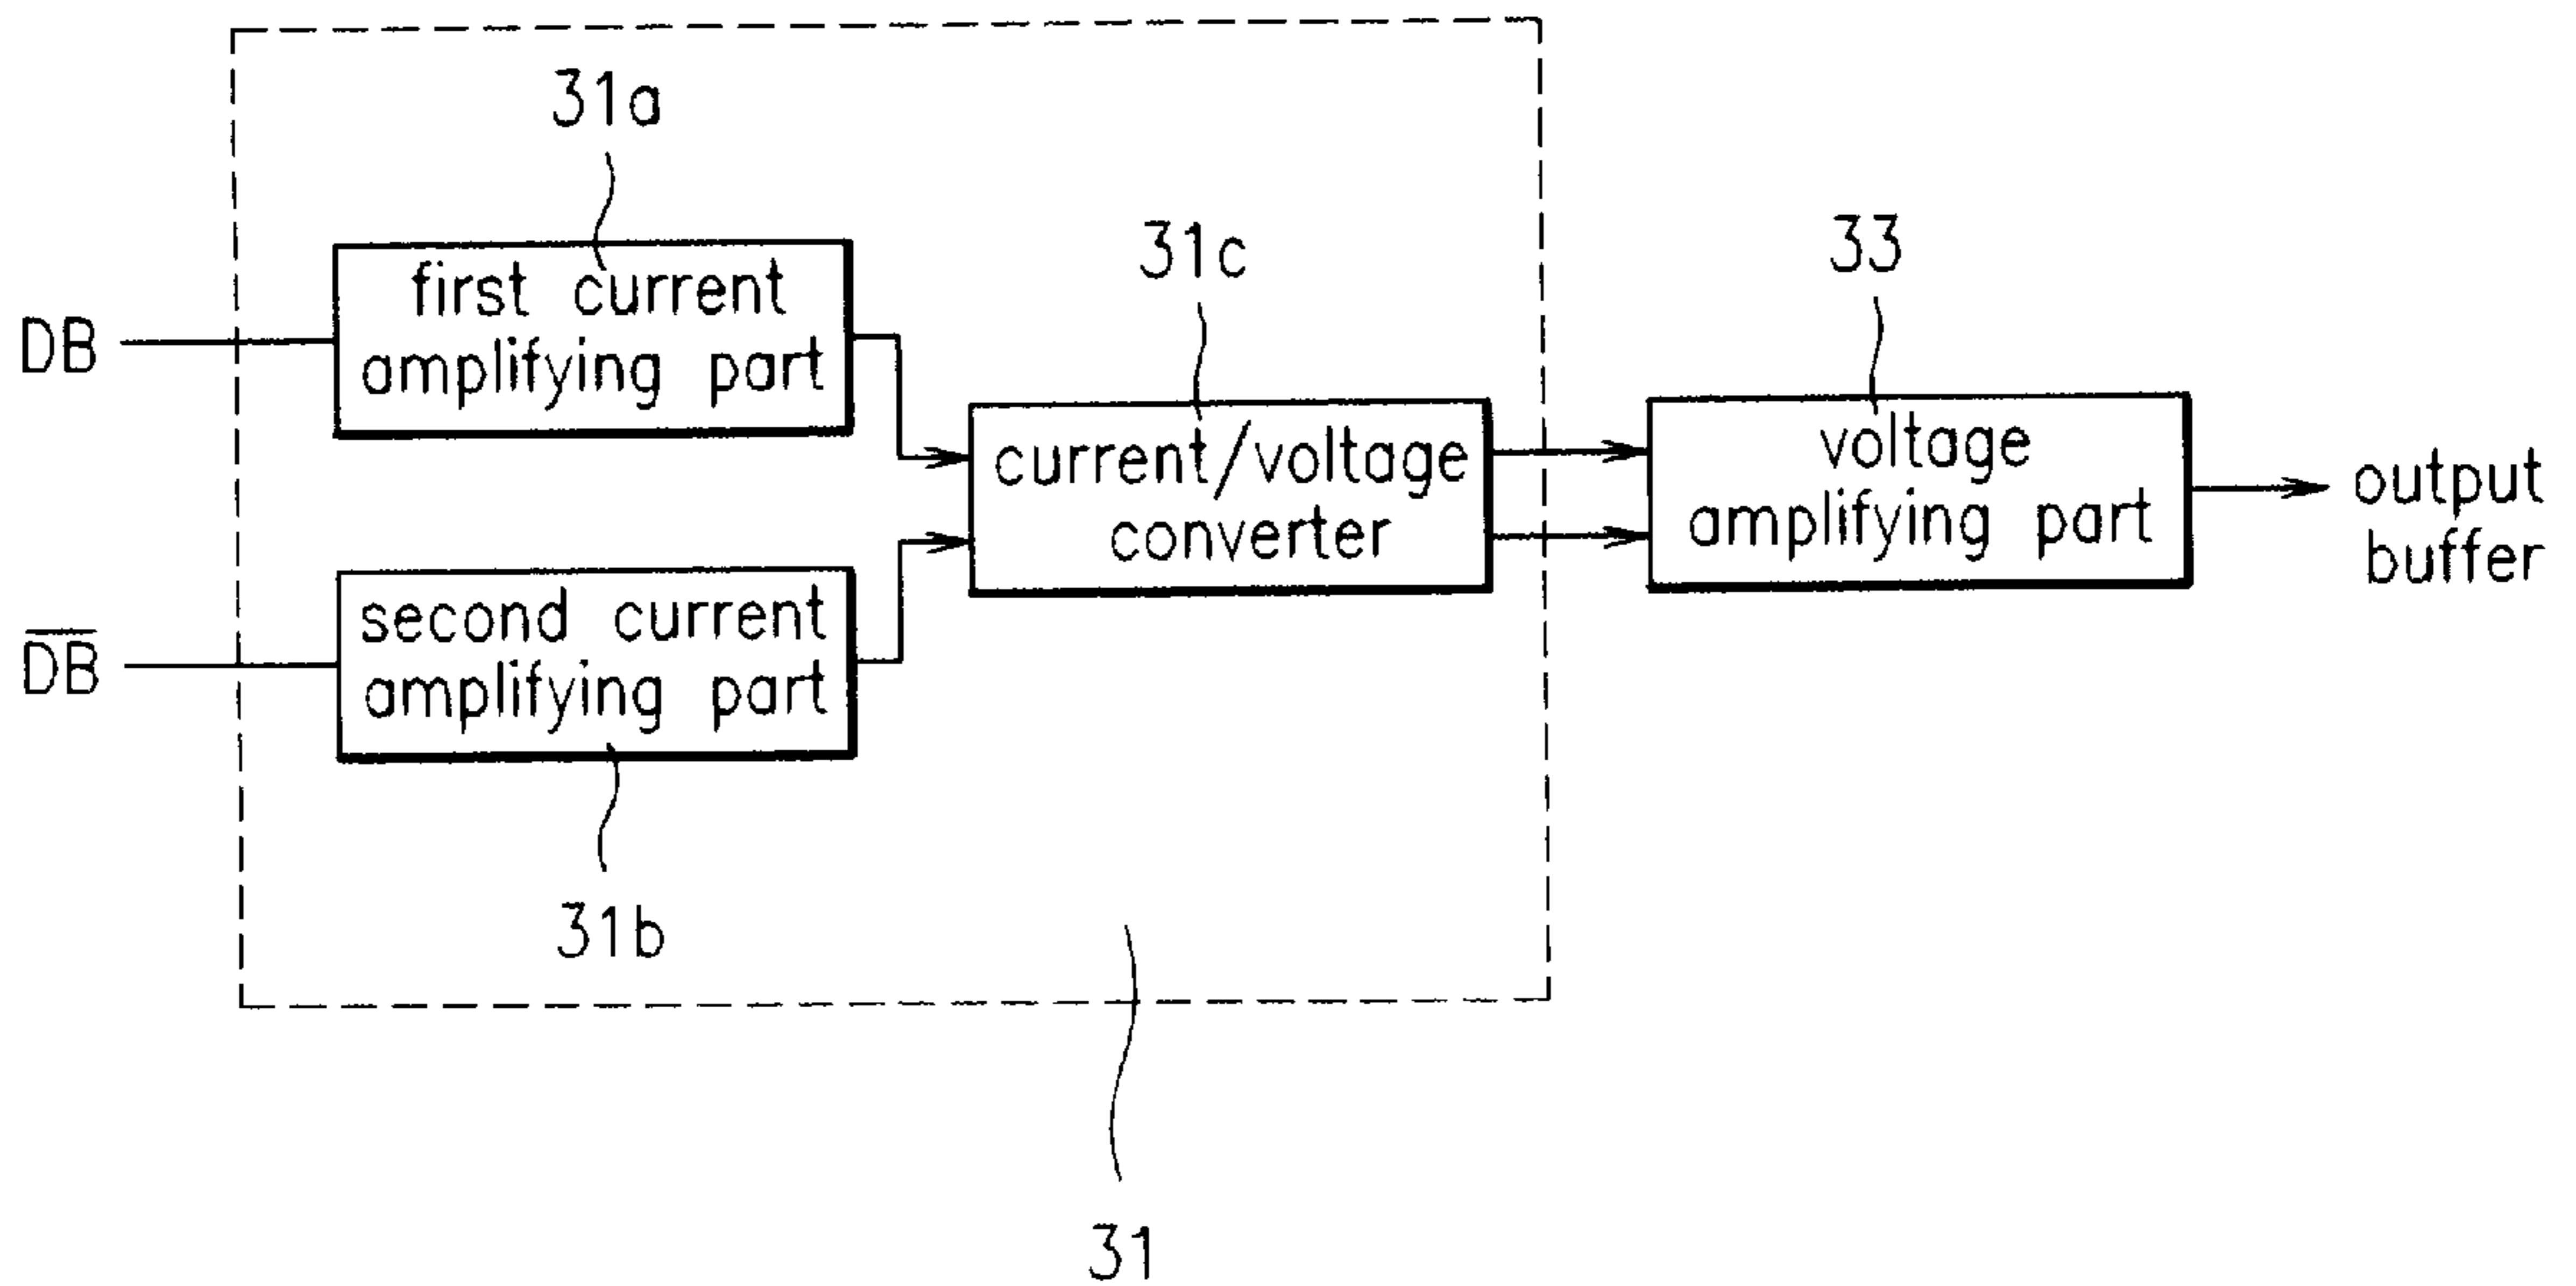 31a
first current
amplifying part
DB
31c
current/voltage
converter
33
voltage
amplifying part
output
buffer
D̅B̅
second current
amplifying part
31b
31